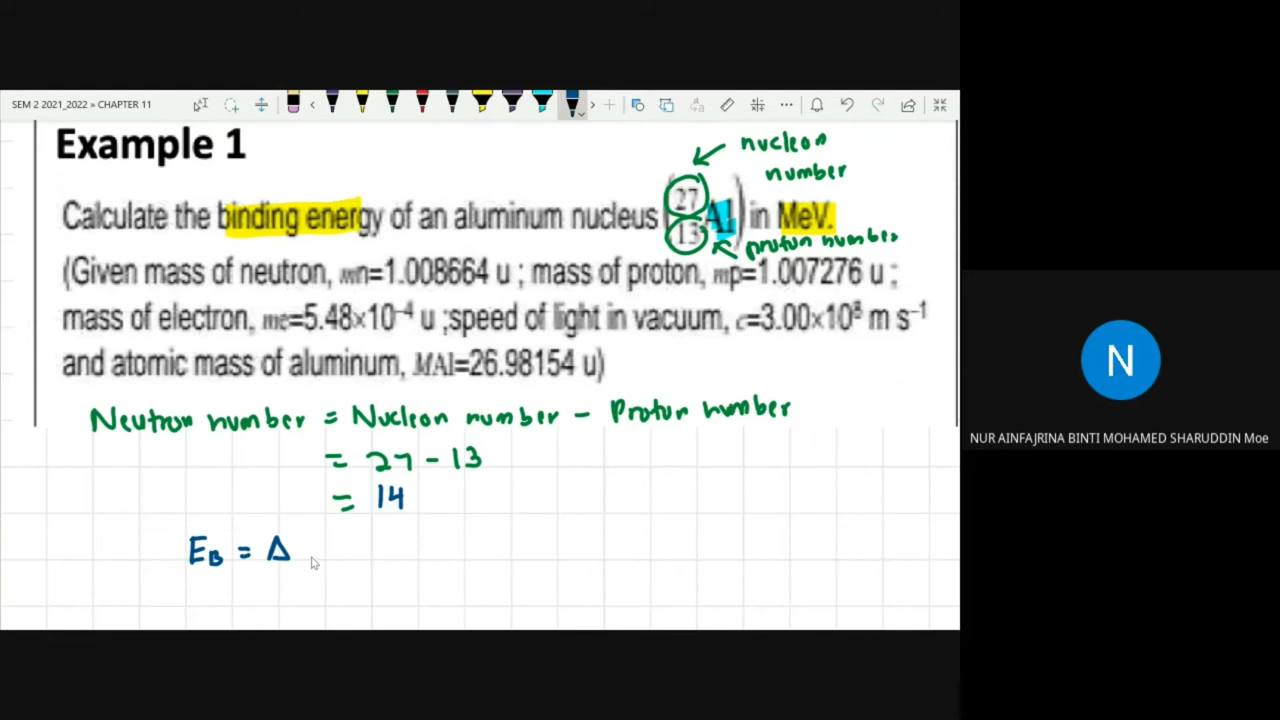 SEM 2 2021_2022 » CHAPTER 11
Example 1
nucleon
number
Calculate the binding energy of an aluminum nucleus (27 13 Al) in MeV.
proton number
(Given mass of neutron, mn=1.008664 u ; mass of proton, mp=1.007276 u ;
mass of electron, me=5.48×10⁻⁴ u ;speed of light in vacuum, c=3.00×10⁸ m s⁻¹
and atomic mass of aluminum, MAl=26.98154 u)
Neutron number = Nucleon number - Proton number
= 27 - 13
= 14
E_B = Δ
N
NUR AINFAJRINA BINTI MOHAMED SHARUDDIN Moe